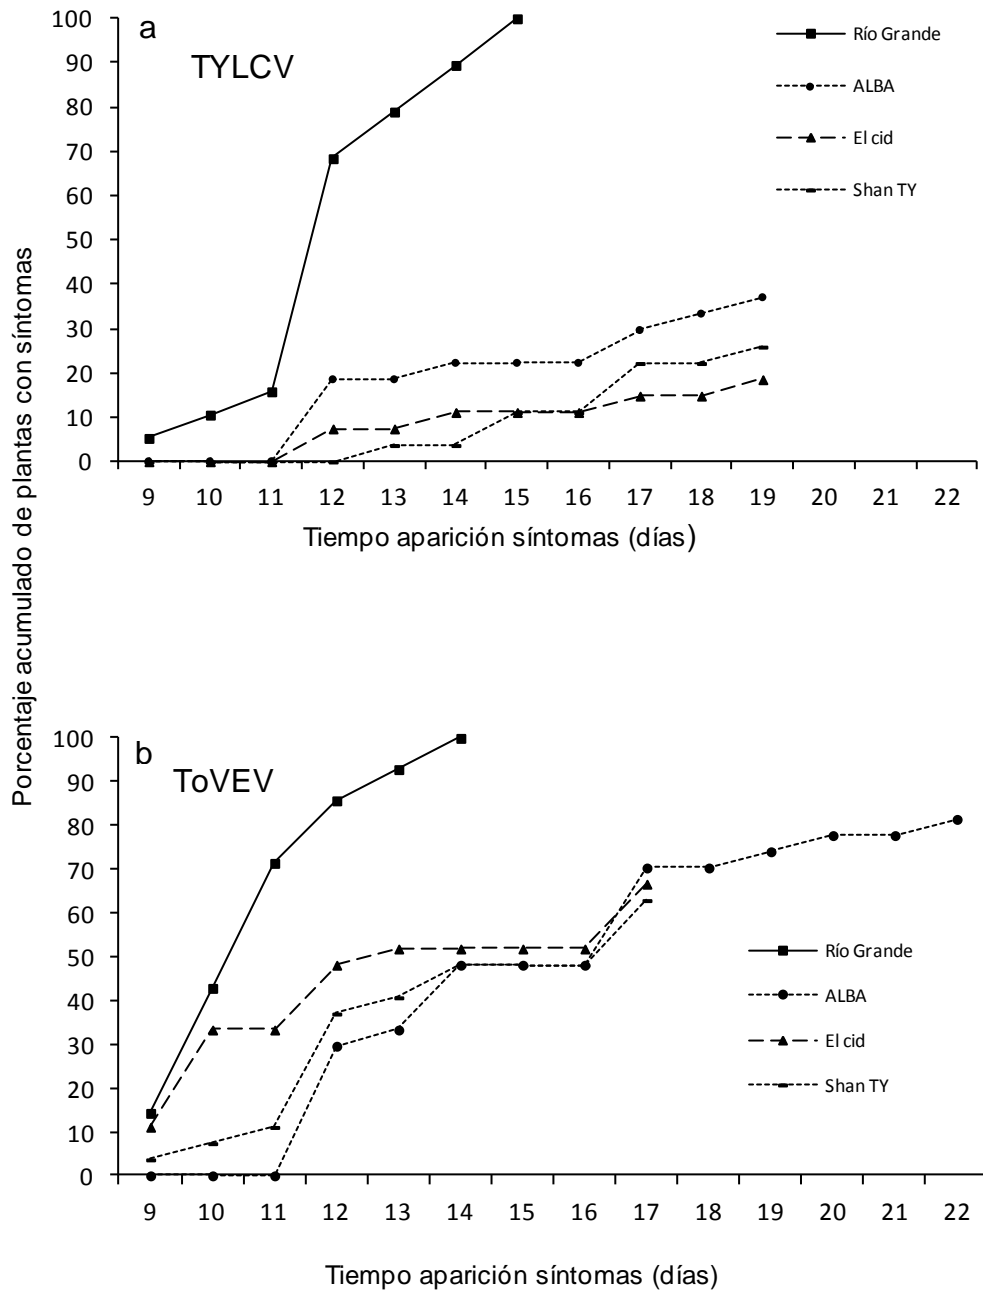 Porcentaje acumulado de plantas con síntomas
a
TYLCV
100
90
80
70
60
50
40
30
20
10
0
Río Grande
ALBA
El cid
Shan TY
9 10 11 12 13 14 15 16 17 18 19 20 21 22
Tiempo aparición síntomas (días)
b
ToVEV
100
90
80
70
60
50
40
30
20
10
0
Río Grande
ALBA
El cid
Shan TY
9 10 11 12 13 14 15 16 17 18 19 20 21 22
Tiempo aparición síntomas (días)